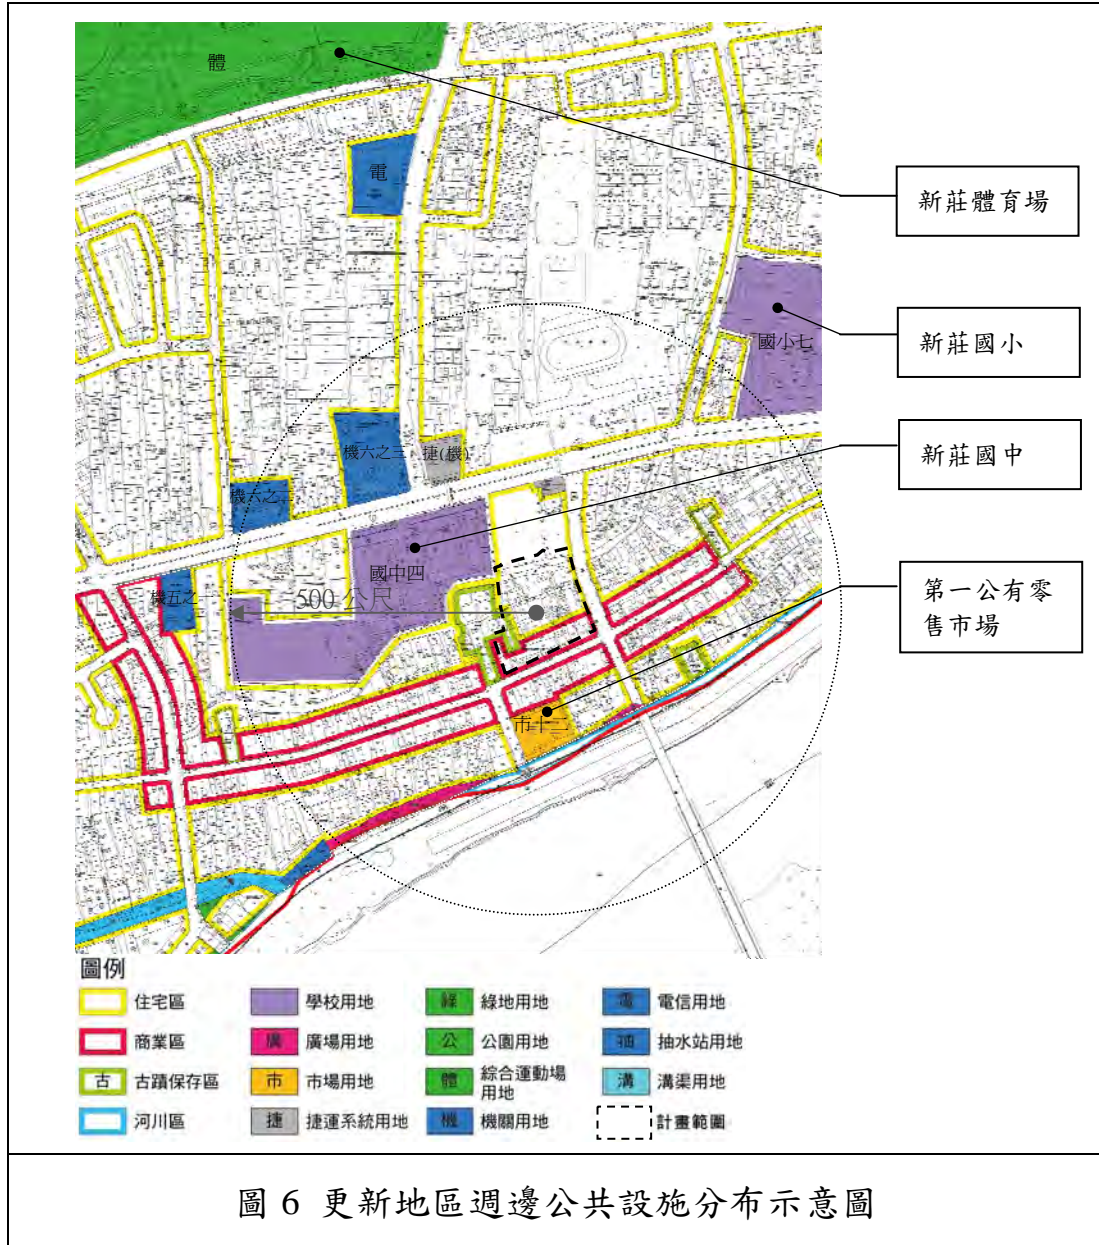 體
電
新莊體育場
國小七
新莊國小
機六之三
捷(機)
新莊國中
機六之二
國中四
機五之一
500 公尺
第一公有零
售市場
市十二
圖例
住宅區
學校用地
綠 綠地用地
電 電信用地
商業區
廣 廣場用地
公 公園用地
抽 抽水站用地
古 古蹟保存區
市 市場用地
體 綜合運動場
用地
溝 溝渠用地
河川區
捷 捷運系統用地
機 機關用地
計畫範圍
圖 6 更新地區週邊公共設施分布示意圖